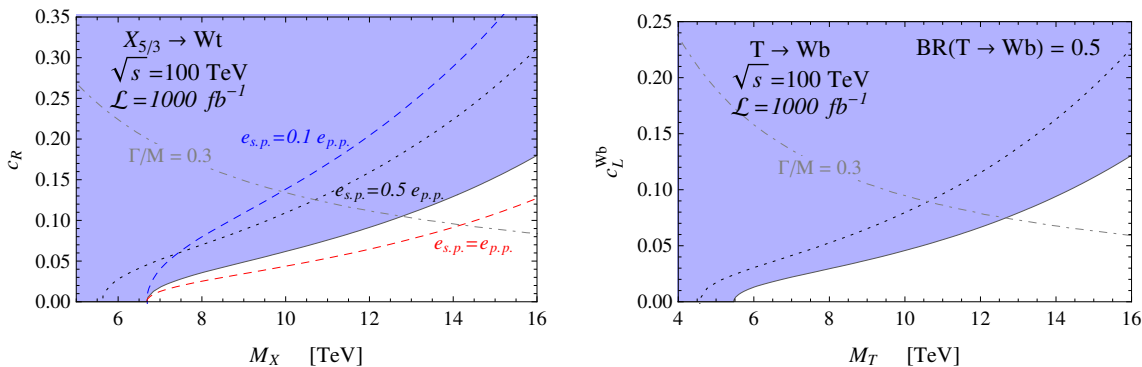 X5/3 → Wt
√s =100 TeV
ℒ =1000 fb⁻¹
Γ/M = 0.3
e_s.p.=0.1 e_p.p.
e_s.p.=0.5 e_p.p.
e_s.p.=e_p.p.
c_R
0.35
0.30
0.25
0.20
0.15
0.10
0.05
0.00
6 8 10 12 14 16
M_X [TeV]
T → Wb BR(T → Wb) = 0.5
√s =100 TeV
ℒ =1000 fb⁻¹
Γ/M = 0.3
c_L^Wb
0.25
0.20
0.15
0.10
0.05
0.00
4 6 8 10 12 14 16
M_T [TeV]